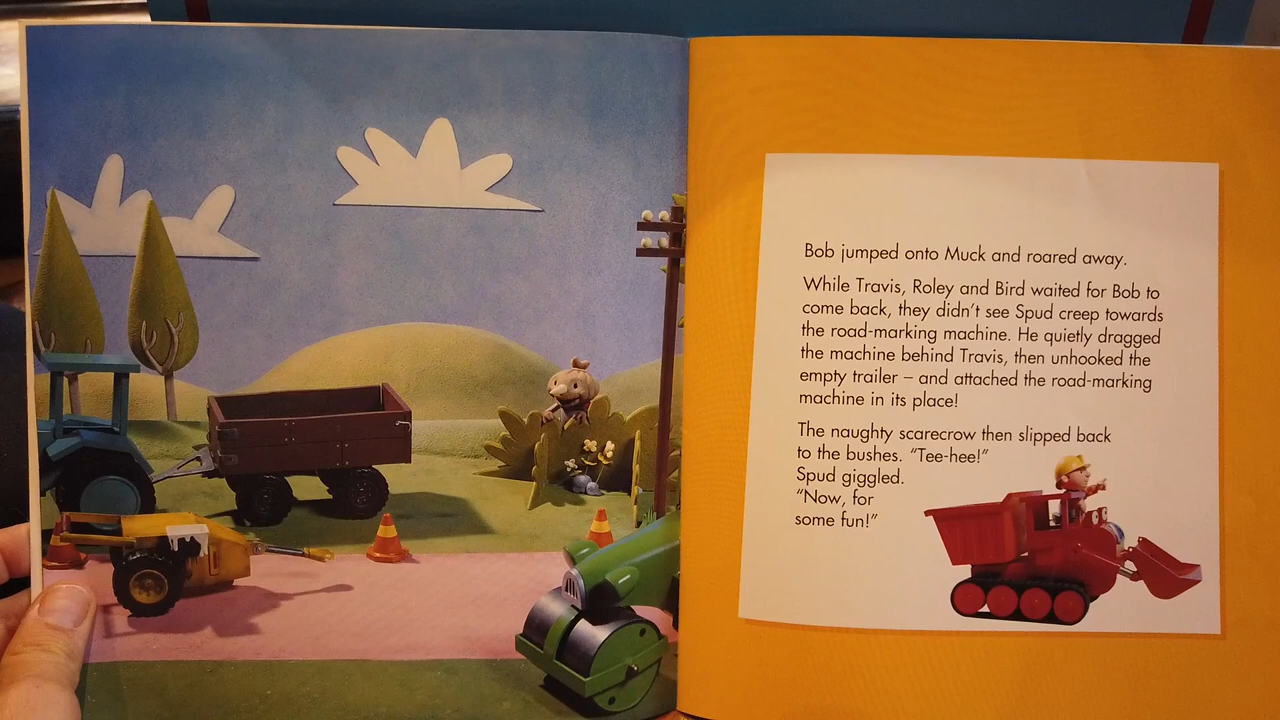 Bob jumped onto Muck and roared away.
While Travis, Roley and Bird waited for Bob to
come back, they didn't see Spud creep towards
the road-marking machine. He quietly dragged
the machine behind Travis, then unhooked the
empty trailer – and attached the road-marking
machine in its place!
The naughty scarecrow then slipped back
to the bushes. “Tee-hee!”
Spud giggled.
“Now, for
some fun!”